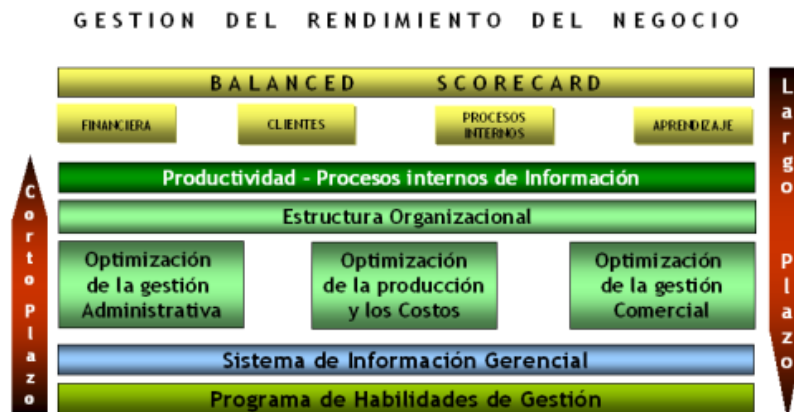 GESTION DEL RENDIMIENTO DEL NEGOCIO
BALANCED SCORECARD
FINANCIERA
CLIENTES
PROCESOS
INTERNOS
APRENDIZAJE
Productividad - Procesos internos de Información
Estructura Organizacional
Optimización
de la gestión
Administrativa
Optimización
de la producción
y los Costos
Optimización
de la gestión
Comercial
Sistema de Información Gerencial
Programa de Habilidades de Gestión
Corto Plazo
Largo Plazo